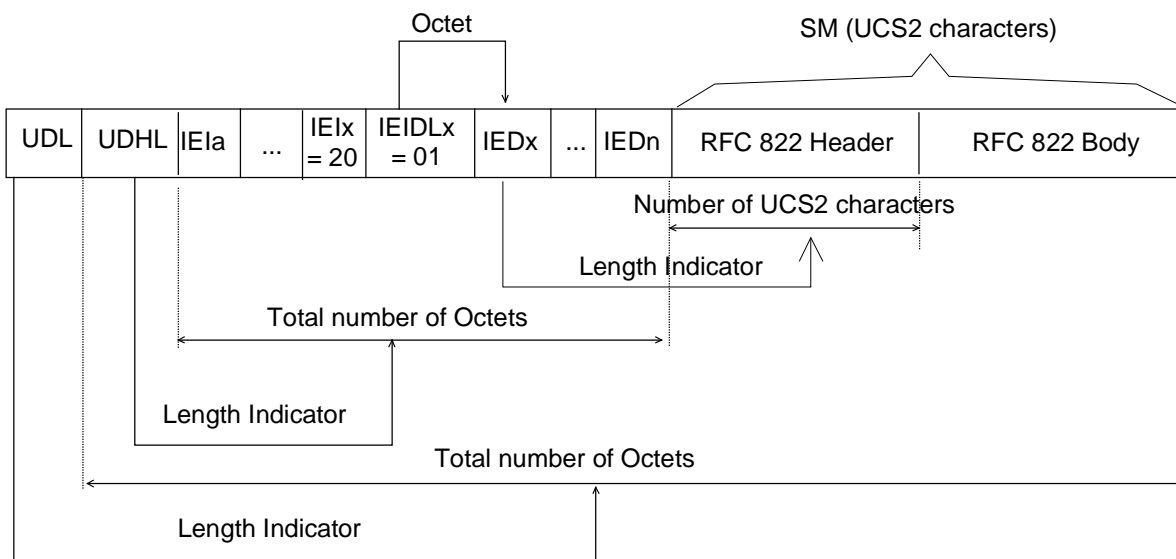 Octet
SM (UCS2 characters)
UDL
UDHL
IEIa
...
IEIx
= 20
IEIDLx
= 01
IEDx
...
IEDn
RFC 822 Header
RFC 822 Body
Number of UCS2 characters
Length Indicator
Total number of Octets
Length Indicator
Total number of Octets
Length Indicator